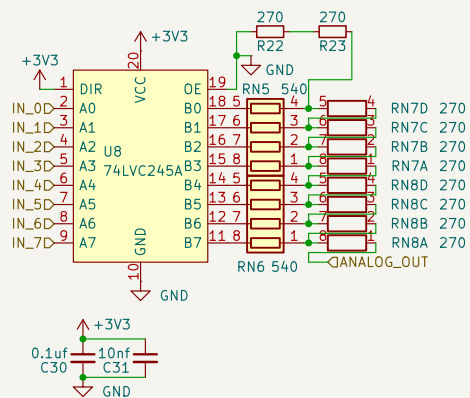 270 270
+3V3 +3V3 R22 R23
20 GND
1 DIR VCC OE 19 RN5 540
IN_0 2 A0 B0 18 5 4 5 4 RN7D 270
IN_1 3 A1 B1 17 6 3 6 3 RN7C 270
IN_2 4 A2 U8 B2 16 7 2 7 2 RN7B 270
IN_3 5 A3 74LVC245A B3 15 8 1 8 1 RN7A 270
IN_4 6 A4 B4 14 5 4 5 4 RN8D 270
IN_5 7 A5 B5 13 6 3 6 3 RN8C 270
IN_6 8 A6 GND B6 12 7 2 7 2 RN8B 270
IN_7 9 A7 B7 11 8 1 8 1 RN8A 270
10 RN6 540 ANALOG_OUT
GND
+3V3
0.1uf 10nf
C30 C31
GND